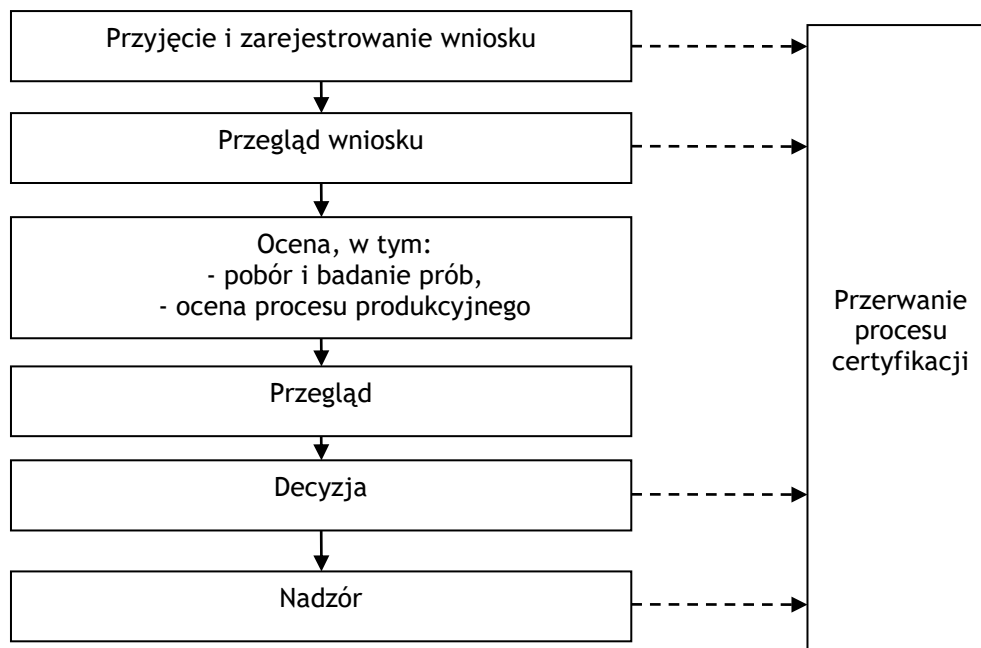 Przyjęcie i zarejestrowanie wniosku
Przegląd wniosku
Ocena, w tym:
- pobór i badanie prób,
- ocena procesu produkcyjnego
Przegląd
Decyzja
Nadzór
Przerwanie
procesu
certyfikacji